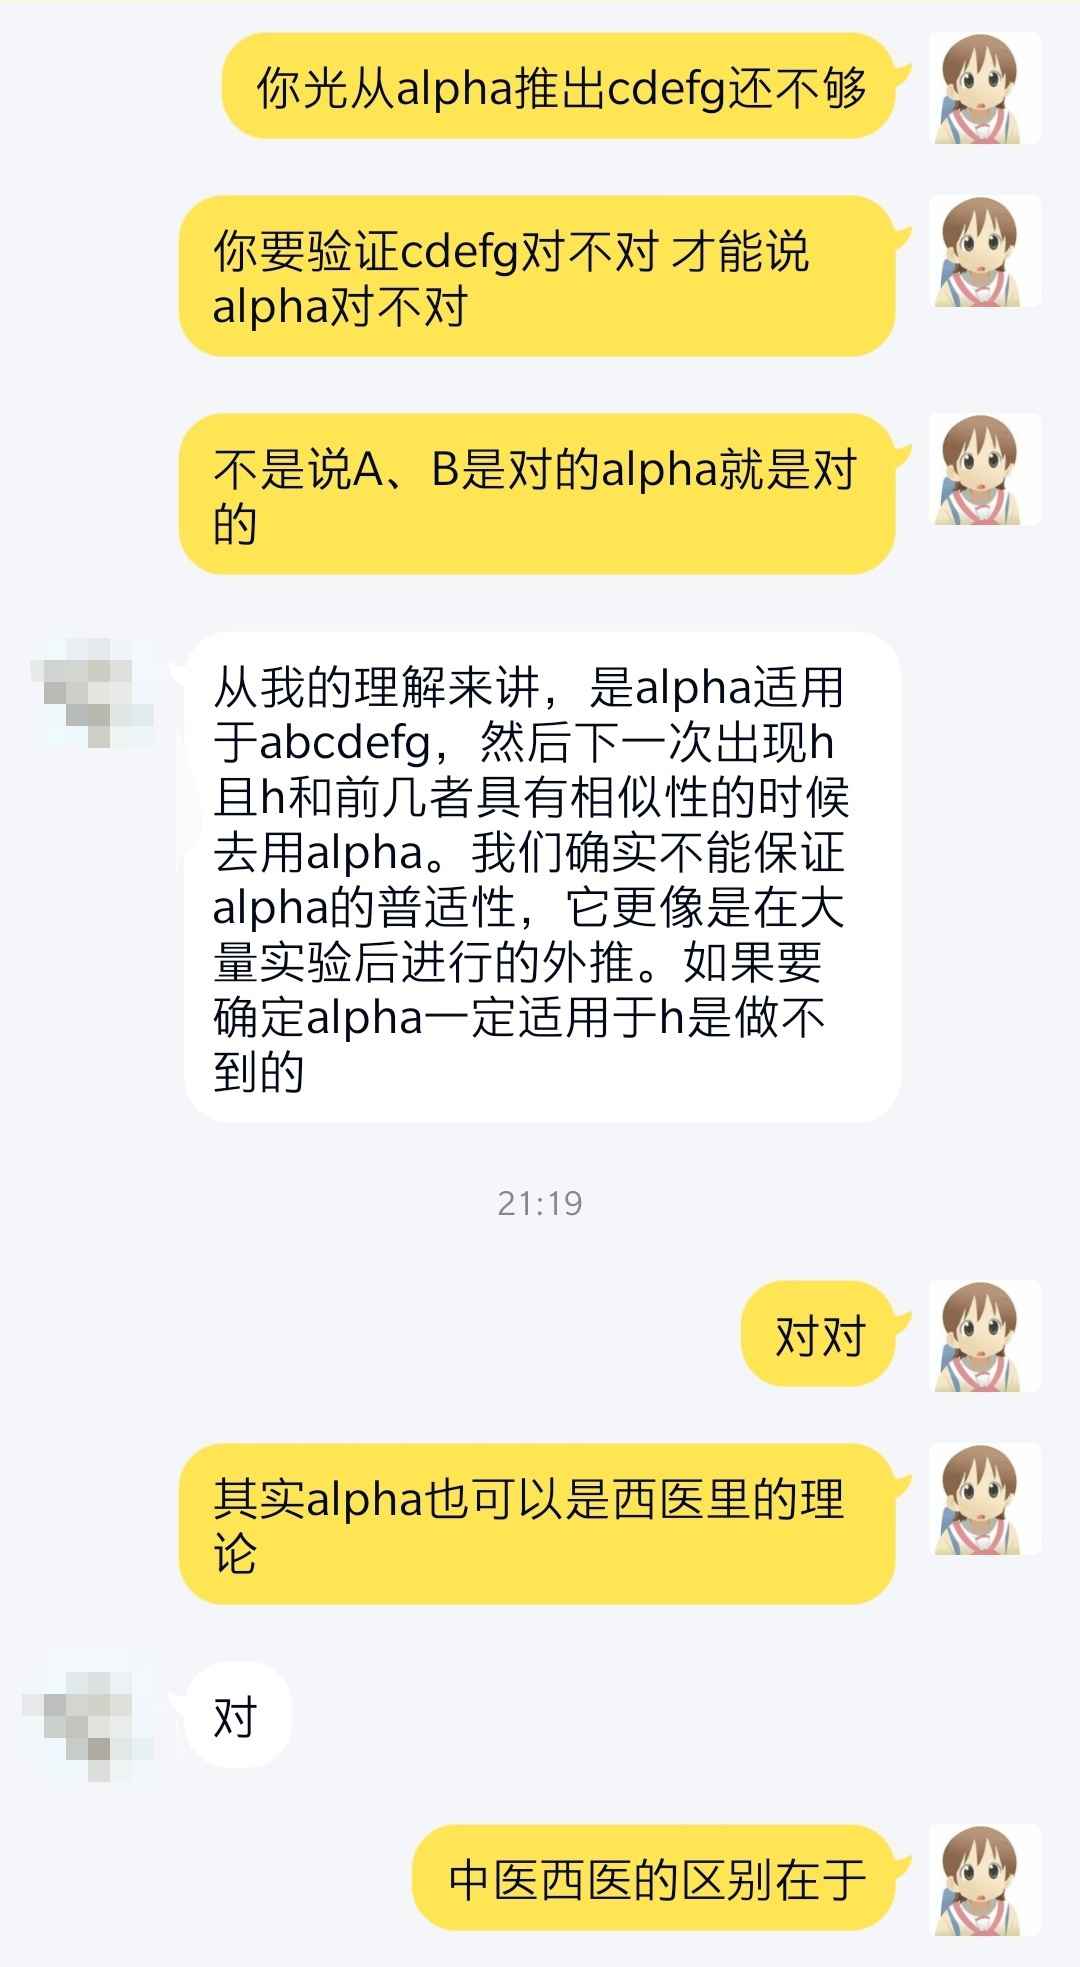 你光从alpha推出cdefg还不够
你要验证cdefg对不对 才能说
alpha对不对
不是说A、B是对的alpha就是对
的
从我的理解来讲，是alpha适用
于abcdefg，然后下一次出现h
且h和前几者具有相似性的时候
去用alpha。我们确实不能保证
alpha的普适性，它更像是在大
量实验后进行的外推。如果要
确定alpha一定适用于h是做不
到的
21:19
对对
其实alpha也可以是西医里的理
论
对
中医西医的区别在于